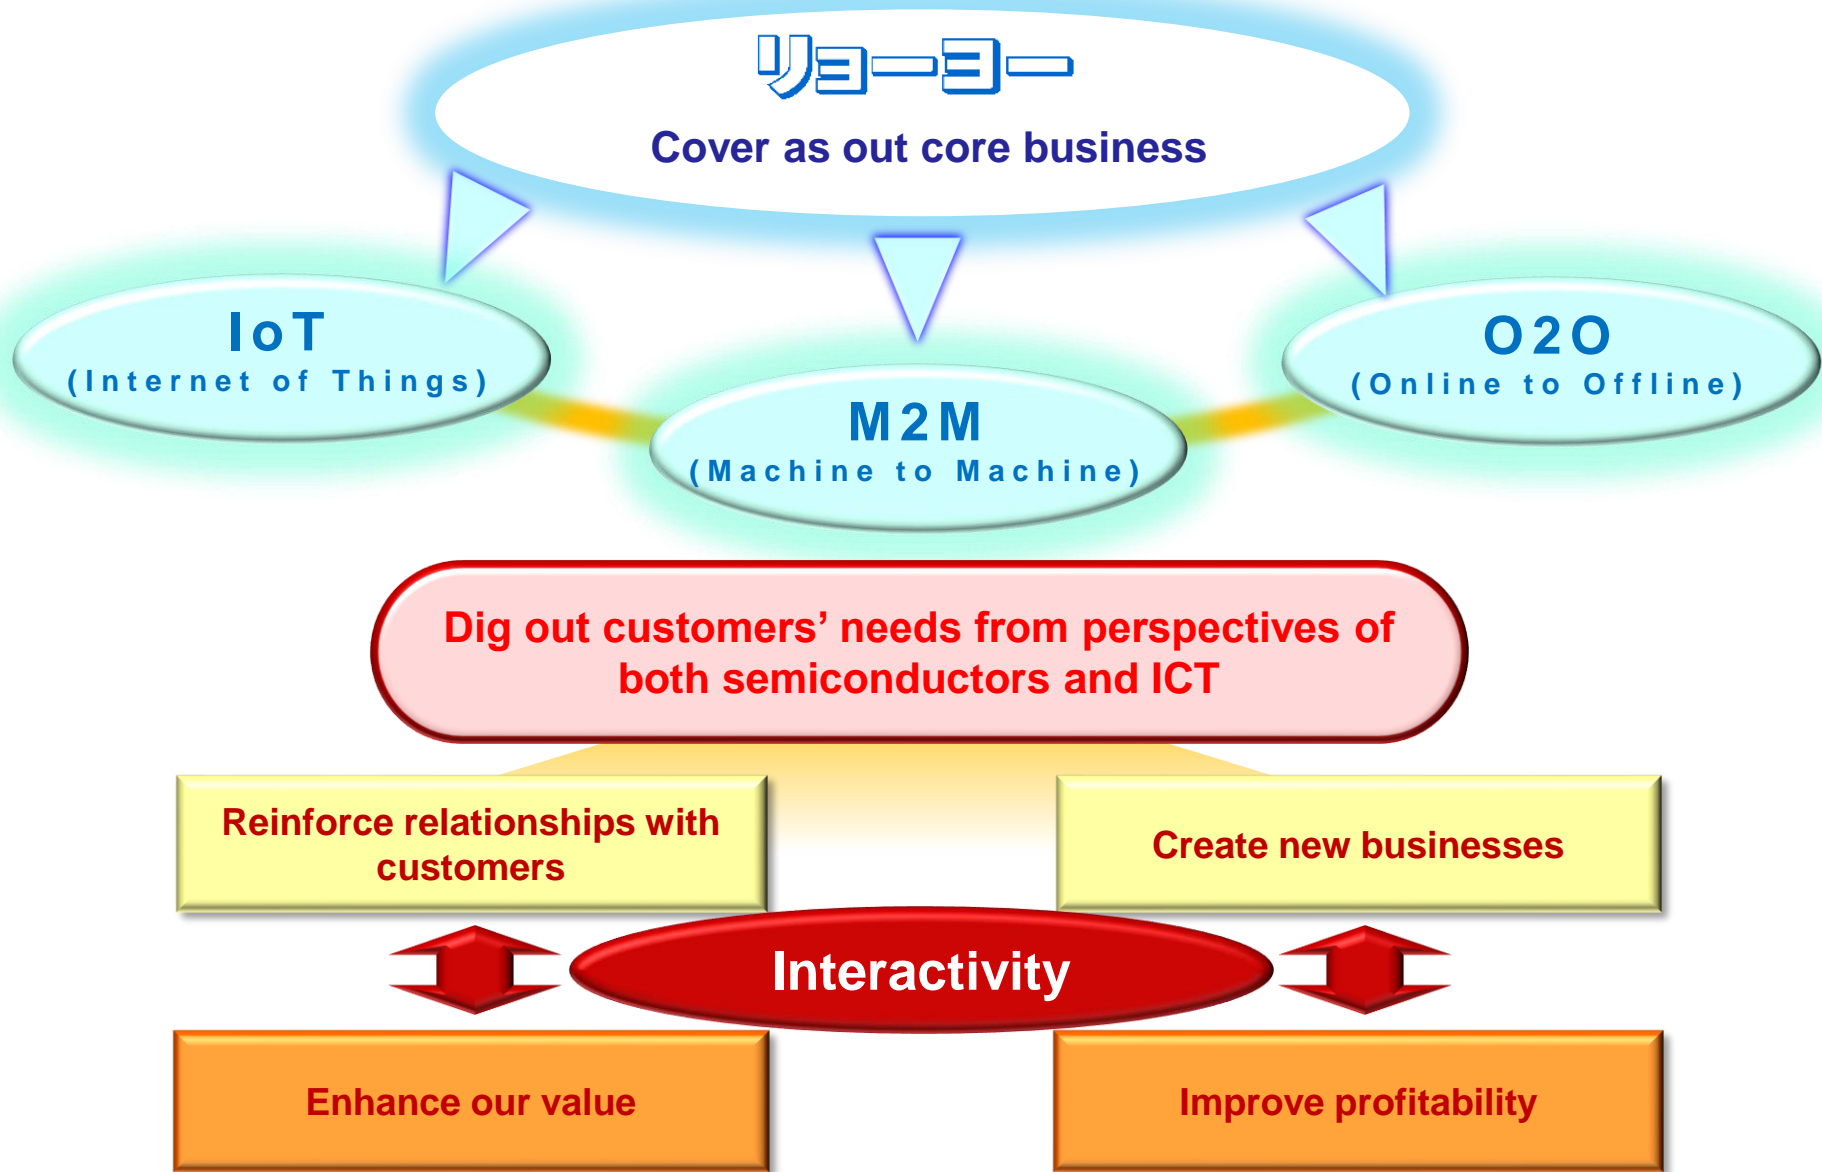 リョーヨー
Cover as out core business
IoT
(Internet of Things)
O2O
(Online to Offline)
M2M
(Machine to Machine)
Dig out customers’ needs from perspectives of
both semiconductors and ICT
Reinforce relationships with
customers
Create new businesses
Interactivity
Enhance our value
Improve profitability